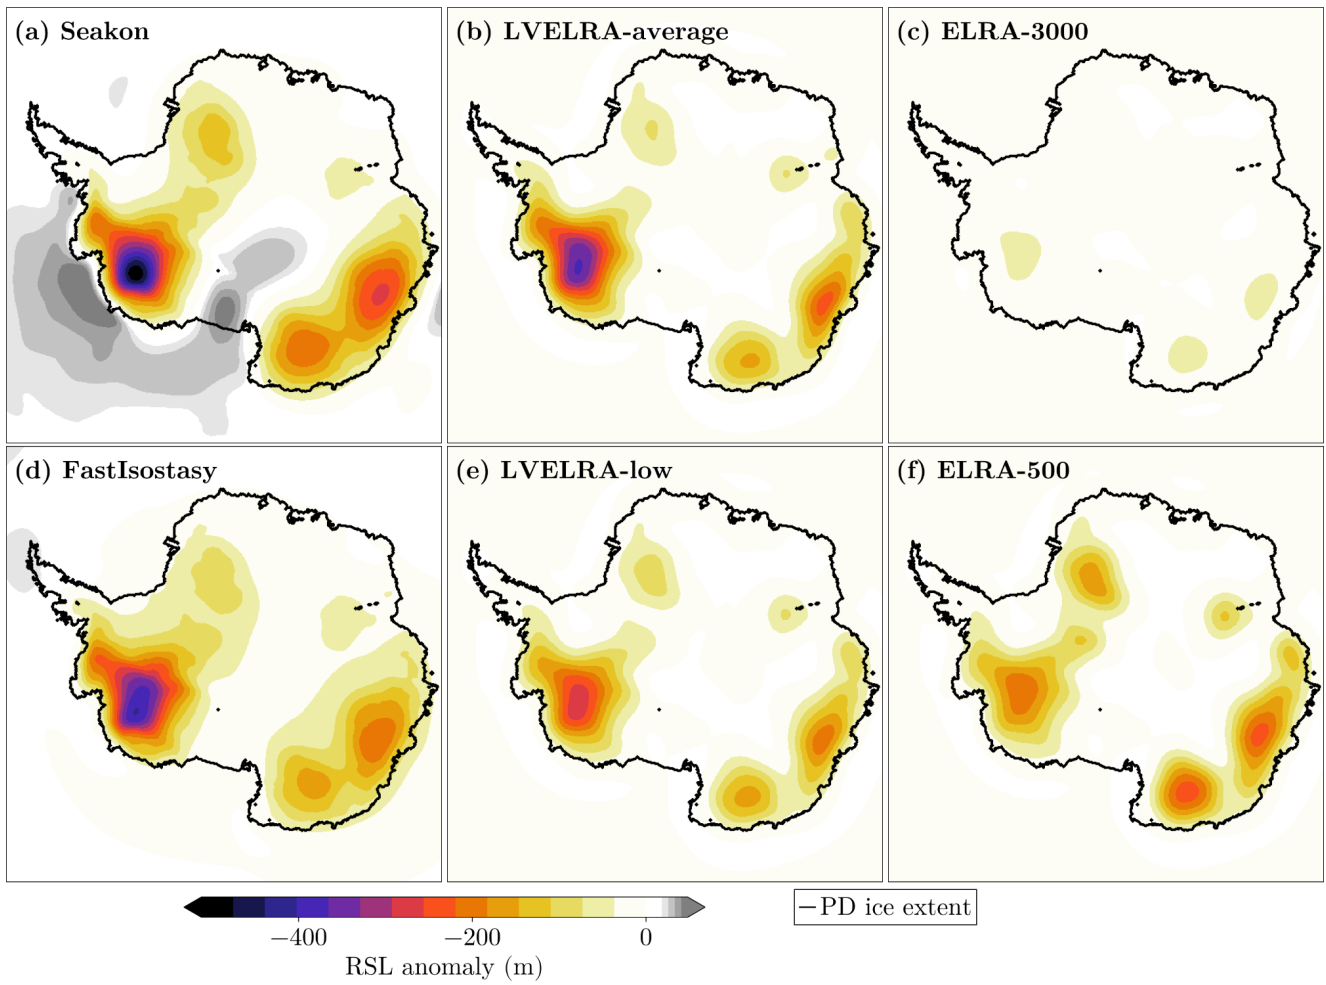 (a) Seakon
(b) LVELRA-average
(c) ELRA-3000
(d) FastIsostasy
(e) LVELRA-low
(f) ELRA-500
−400 −200 0
RSL anomaly (m)
PD ice extent